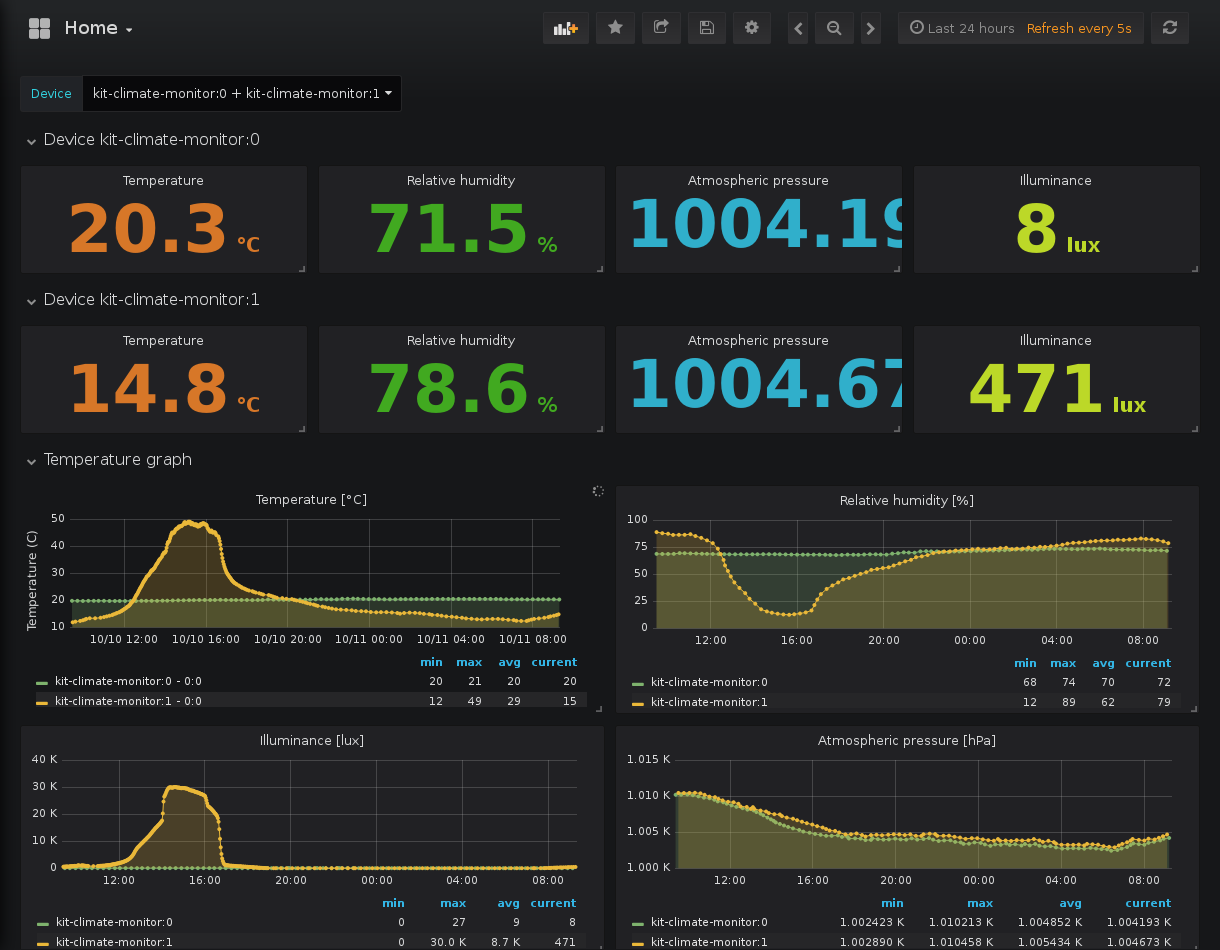 Home
Last 24 hours Refresh every 5s
Device kit-climate-monitor:0 + kit-climate-monitor:1
Device kit-climate-monitor:0
Temperature Relative humidity Atmospheric pressure Illuminance
20.3 °C 71.5 % 1004.19 8 lux
Device kit-climate-monitor:1
Temperature Relative humidity Atmospheric pressure Illuminance
14.8 °C 78.6 % 1004.67 471 lux
Temperature graph
Temperature [°C]
Temperature (C)
50
40
30
20
10
10/10 12:00 10/10 16:00 10/10 20:00 10/11 00:00 10/11 04:00 10/11 08:00
min max avg current
kit-climate-monitor:0 - 0:0 20 21 20 20
kit-climate-monitor:1 - 0:0 12 49 29 15
Relative humidity [%]
100
75
50
25
0
12:00 16:00 20:00 00:00 04:00 08:00
min max avg current
kit-climate-monitor:0 68 74 70 72
kit-climate-monitor:1 12 89 62 79
Illuminance [lux]
40 K
30 K
20 K
10 K
0
12:00 16:00 20:00 00:00 04:00 08:00
min max avg current
kit-climate-monitor:0 0 27 9 8
kit-climate-monitor:1 0 30.0 K 8.7 K 471
Atmospheric pressure [hPa]
1.015 K
1.010 K
1.005 K
1.000 K
12:00 16:00 20:00 00:00 04:00 08:00
min max avg current
kit-climate-monitor:0 1.002423 K 1.010213 K 1.004852 K 1.004193 K
kit-climate-monitor:1 1.002890 K 1.010458 K 1.005434 K 1.004673 K